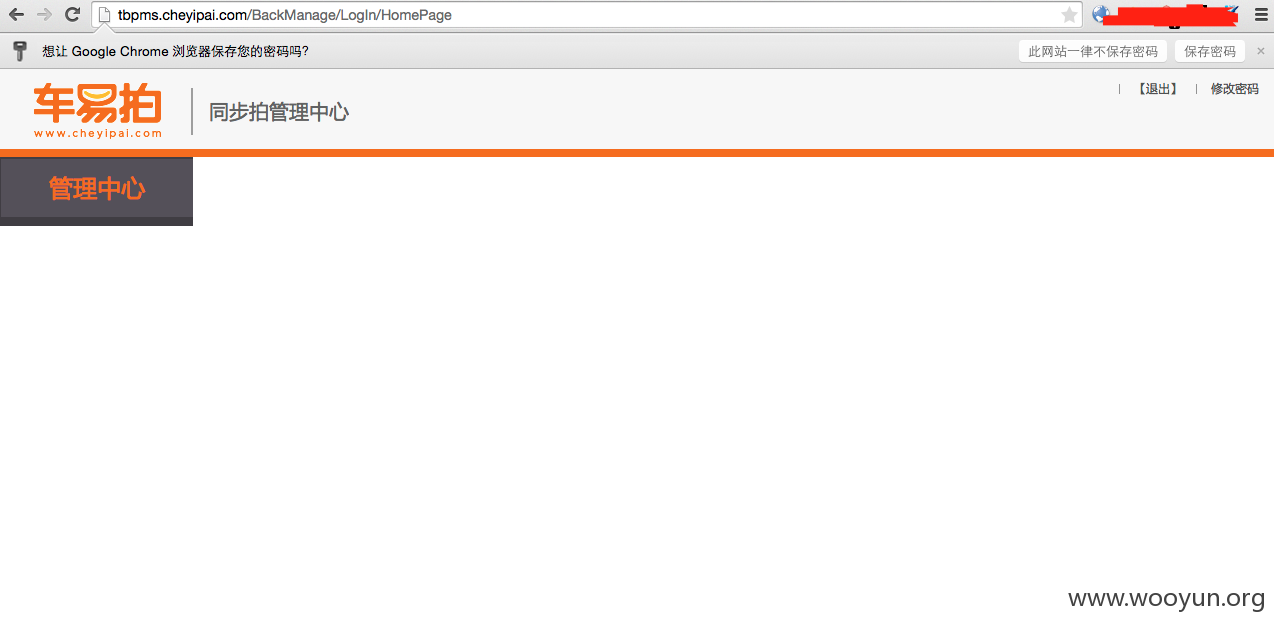 tbpms.cheyipai.com/BackManage/LogIn/HomePage
想让 Google Chrome 浏览器保存您的密码吗?
此网站一律不保存密码
保存密码
×
车易拍
www.cheyipai.com
同步拍管理中心
| 【退出】 | 修改密码
管理中心
www.wooyun.org